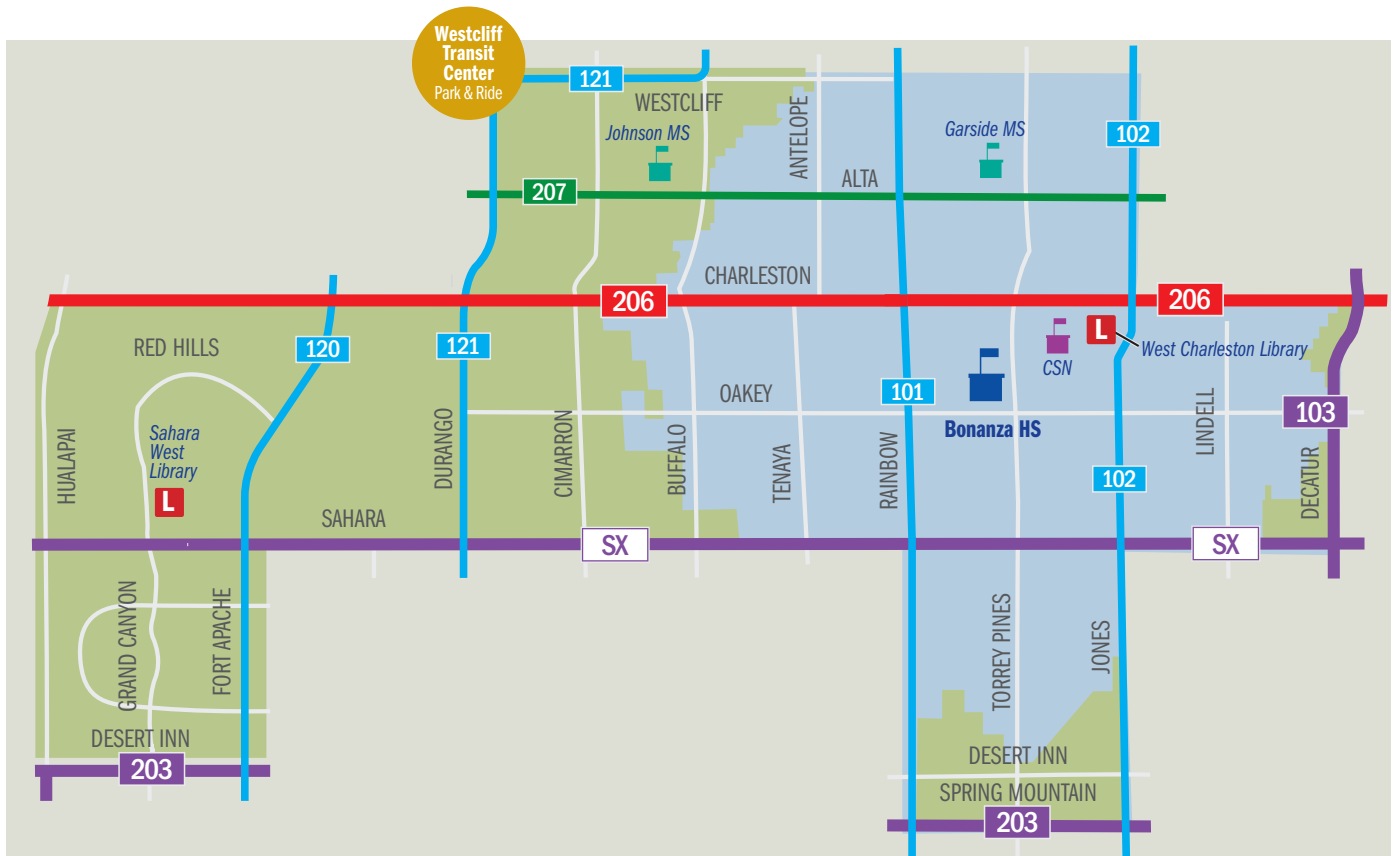 Westcliff
Transit
Center
Park & Ride
121
WESTCLIFF
Johnson MS
ANTELOPE
Garside MS
102
207
ALTA
CHARLESTON
206
206
RED HILLS
120
121
L
West Charleston Library
CSN
OAKEY
101
Bonanza HS
LINDELL
103
HUALAPAI
Sahara
West
Library
L
DURANGO
CIMARRON
BUFFALO
TENAYA
RAINBOW
102
DECATUR
SAHARA
SX
SX
GRAND CANYON
FORT APACHE
TORREY PINES
JONES
DESERT INN
203
DESERT INN
SPRING MOUNTAIN
203